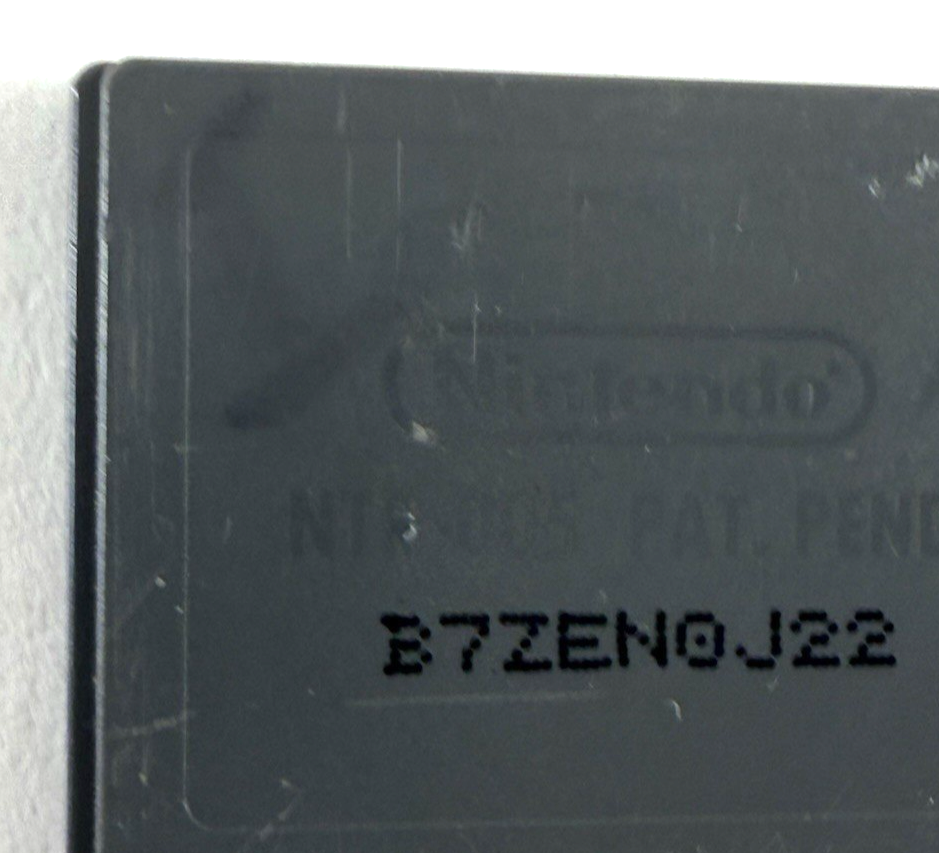 Nintendo
NTR-005 PAT. PEND
B7ZEN0J22